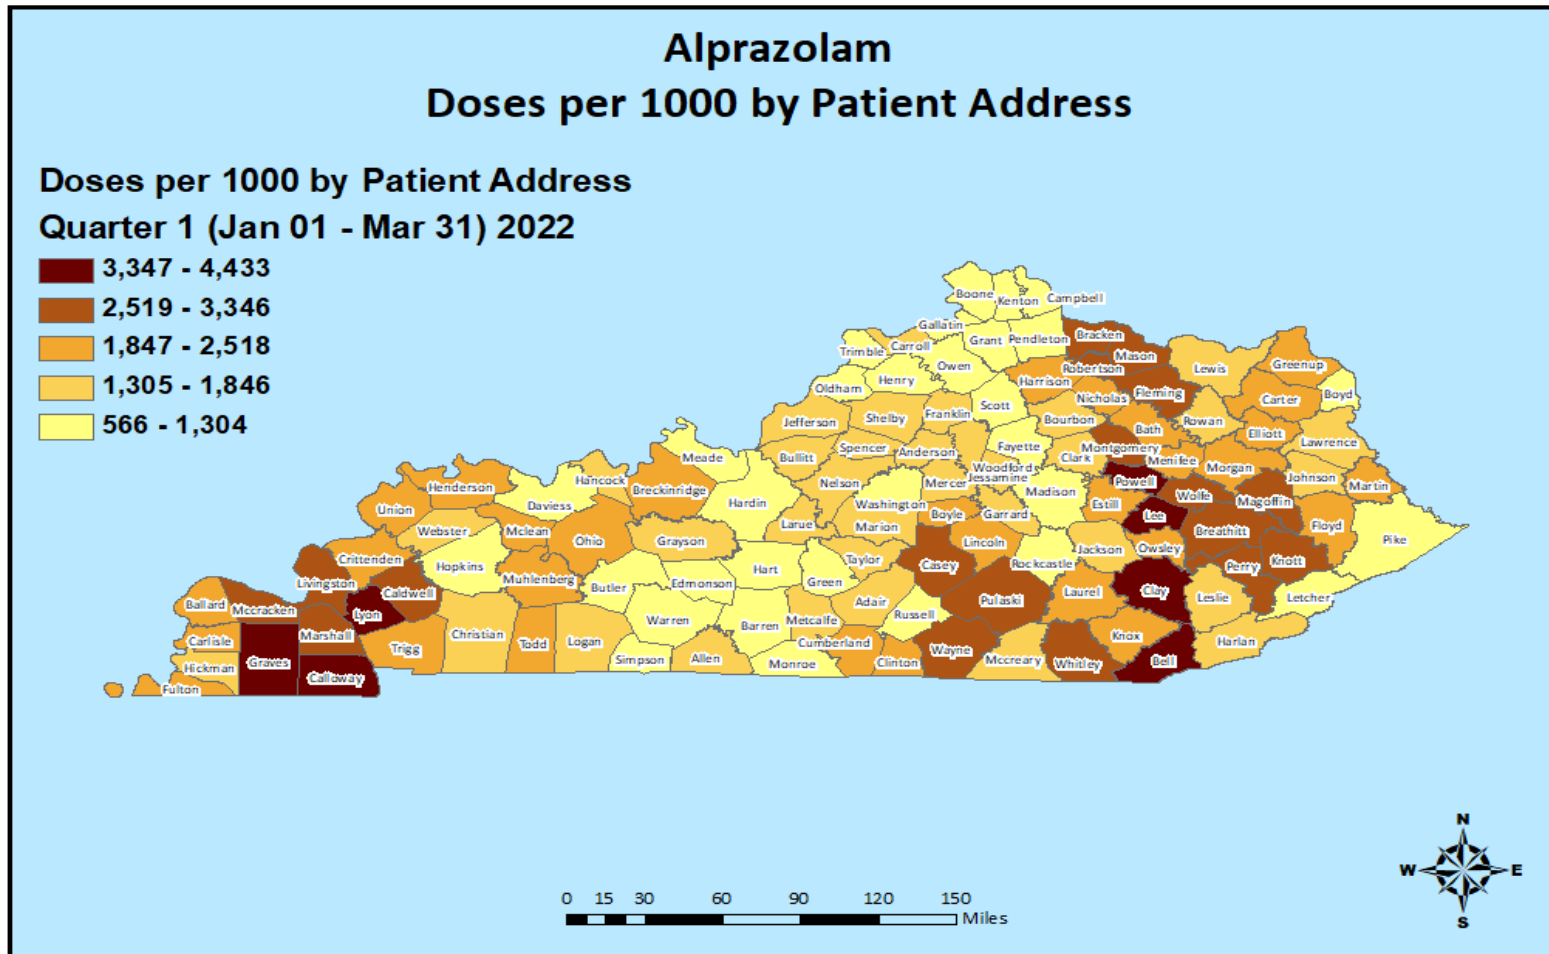 Alprazolam
Doses per 1000 by Patient Address
Doses per 1000 by Patient Address
Quarter 1 (Jan 01 - Mar 31) 2022
3,347 - 4,433
2,519 - 3,346
1,847 - 2,518
1,305 - 1,846
566 - 1,304
Boone
Kenton
Campbell
Gallatin
Grant
Pendleton
Bracken
Trimble
Carroll
Owen
Mason
Robertson
Lewis
Greenup
Oldham
Henry
Harrison
Nicholas
Fleming
Carter
Boyd
Jefferson
Shelby
Franklin
Scott
Bourbon
Bath
Rowan
Elliott
Lawrence
Bullitt
Spencer
Anderson
Woodford
Fayette
Clark
Montgomery
Menifee
Morgan
Johnson
Martin
Meade
Hancock
Breckinridge
Hardin
Nelson
Mercer
Jessamine
Madison
Powell
Wolfe
Magoffin
Henderson
Daviess
Union
Washington
Boyle
Garrard
Estill
Lee
Floyd
Pike
Webster
Mclean
Ohio
Grayson
Larue
Marion
Lincoln
Jackson
Owsley
Breathitt
Crittenden
Hopkins
Muhlenberg
Butler
Edmonson
Hart
Green
Taylor
Casey
Rockcastle
Perry
Knott
Livingston
Caldwell
Ballard
Mccracken
Lyon
Warren
Barren
Metcalfe
Adair
Russell
Pulaski
Laurel
Clay
Leslie
Letcher
Carlisle
Marshall
Trigg
Christian
Todd
Logan
Cumberland
Knox
Harlan
Hickman
Graves
Calloway
Simpson
Allen
Monroe
Clinton
Wayne
Mccreary
Whitley
Bell
Fulton
N
W
E
S
0 15 30 60 90 120 150
Miles